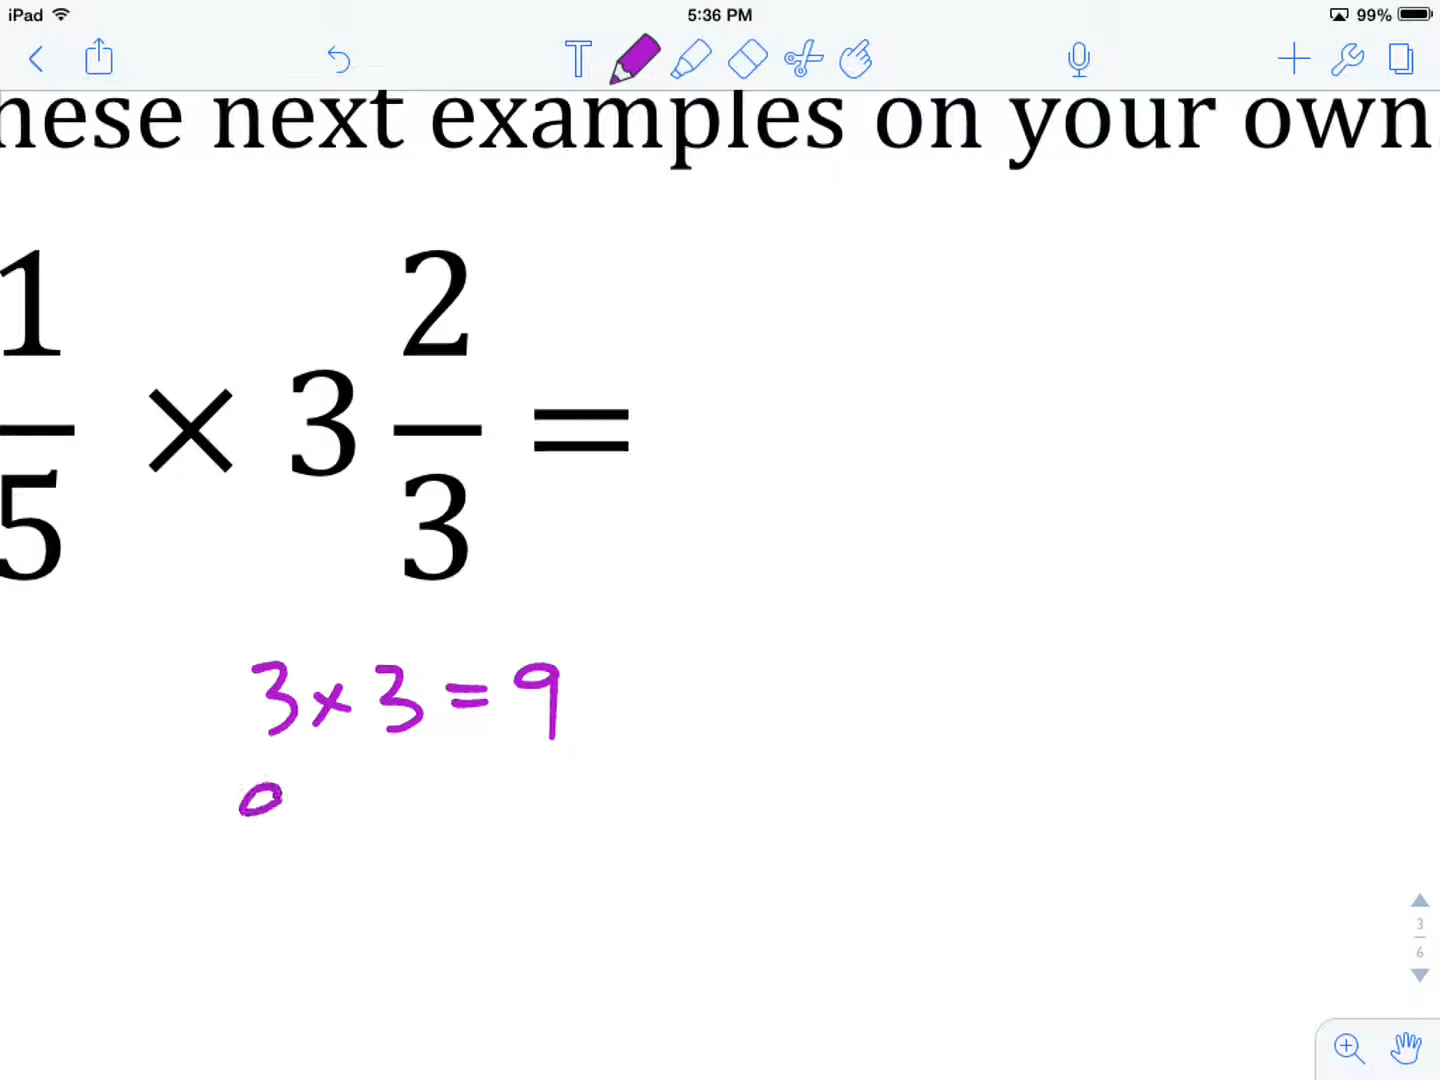 iPad 5:36 PM 99%
T
hese next examples on your own.
1/5 × 3 2/3 =
3 × 3 = 9
3
6